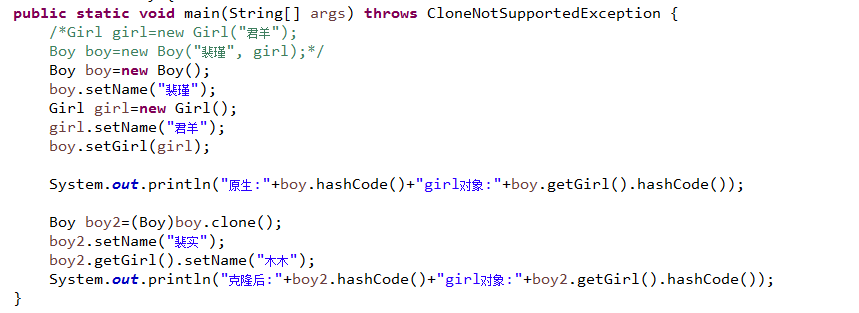 public static void main(String[] args) throws CloneNotSupportedException {
/*Girl girl=new Girl("君羊");
Boy boy=new Boy("裴瑾", girl);*/
Boy boy=new Boy();
boy.setName("裴瑾");
Girl girl=new Girl();
girl.setName("君羊");
boy.setGirl(girl);
System.out.println("原生:"+boy.hashCode()+"girl对象:"+boy.getGirl().hashCode());
Boy boy2=(Boy)boy.clone();
boy2.setName("裴实");
boy2.getGirl().setName("木木");
System.out.println("克隆后:"+boy2.hashCode()+"girl对象:"+boy2.getGirl().hashCode());
}